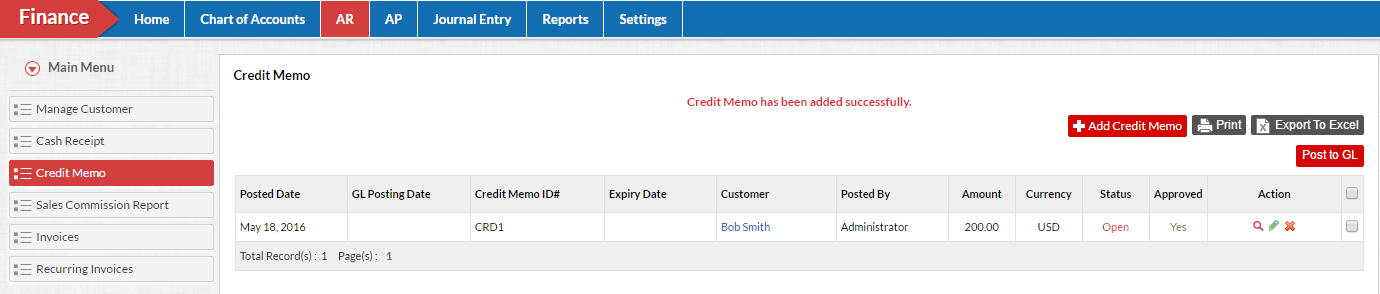 Finance Home Chart of Accounts AR AP Journal Entry Reports Settings
Main Menu
Manage Customer
Cash Receipt
Credit Memo
Sales Commission Report
Invoices
Recurring Invoices
Credit Memo
Credit Memo has been added successfully.
Add Credit Memo Print Export To Excel
Post to GL
Posted Date GL Posting Date Credit Memo ID# Expiry Date Customer Posted By Amount Currency Status Approved Action
May 18, 2016 CRD1 Bob Smith Administrator 200.00 USD Open Yes
Total Record(s) : 1 Page(s) : 1